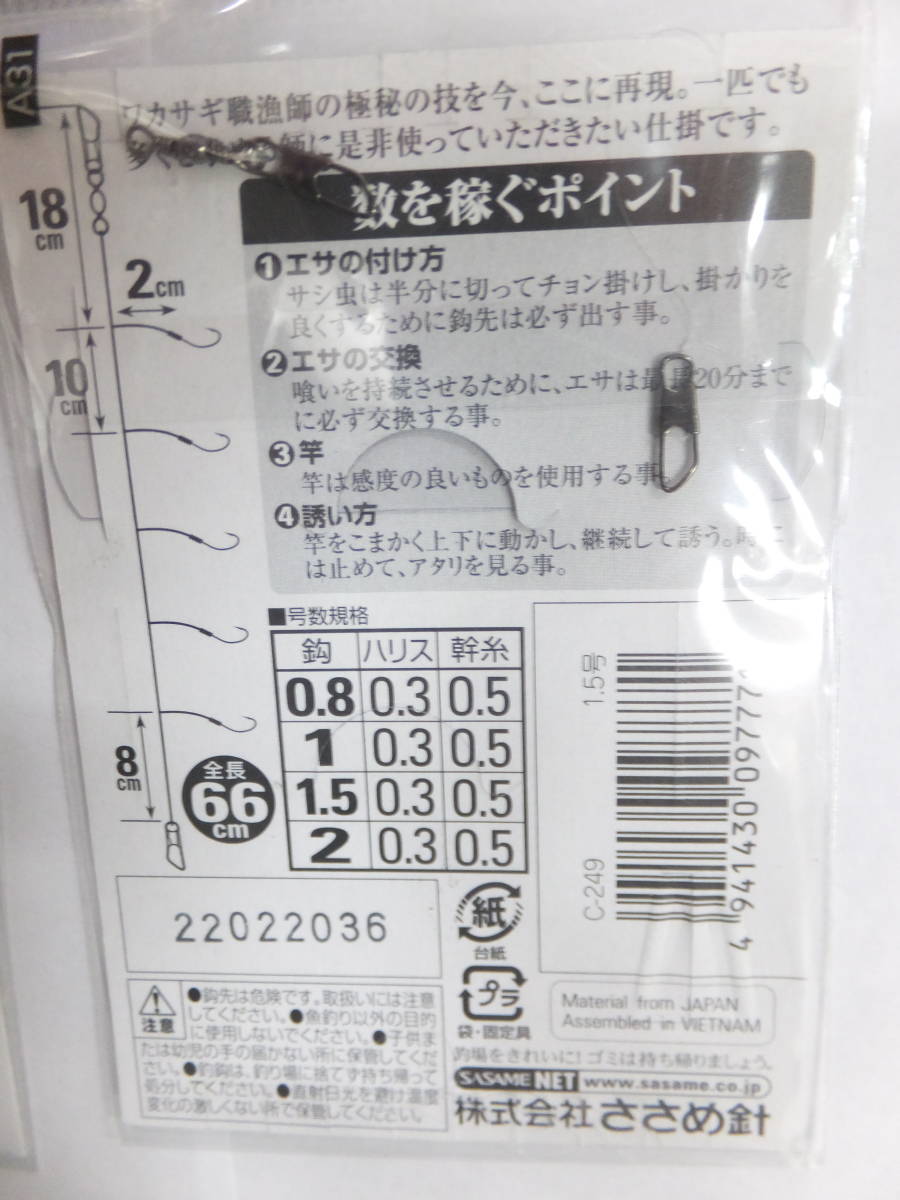 A31
ワカサギ職漁師の極秘の技を今、ここに再現。一匹でも
師に是非使っていただきたい仕掛です。
数を稼ぐポイント
❶エサの付け方
サシ虫は半分に切ってチョン掛けし、掛かりを
良くするために鈎先は必ず出す事。
❷エサの交換
喰いを持続させるために、エサは最長20分まで
に必ず交換する事。
❸竿
竿は感度の良いものを使用する事。
❹誘い方
竿をこまかく上下に動かし、継続して誘う。時に
は止めて、アタリを見る事。
18
cm
2cm
10
cm
8
cm
全長
66
cm
■号数規格
鈎 ハリス 幹糸
0.8 0.3 0.5
1 0.3 0.5
1.5 0.3 0.5
2 0.3 0.5
1.5号
C-249
4 941430 09777
22022036
紙
台紙
プラ
袋・固定具
Material from JAPAN
Assembled in VIETNAM
注意
●鈎先は危険です。取扱いには注意
してください。●魚釣り以外の目的
に使用しないでください。●子供ま
たは幼児の手の届かない所に保管してくだ
さい。●釣鈎は、釣り場に捨てず持ち帰って
処分してください。●直射日光を避け温度
変化の激しくない所で保管してください。
釣場をきれいに!ゴミは持ち帰りましょう。
SASAME NET www.sasame.co.jp
株式会社 ささめ針